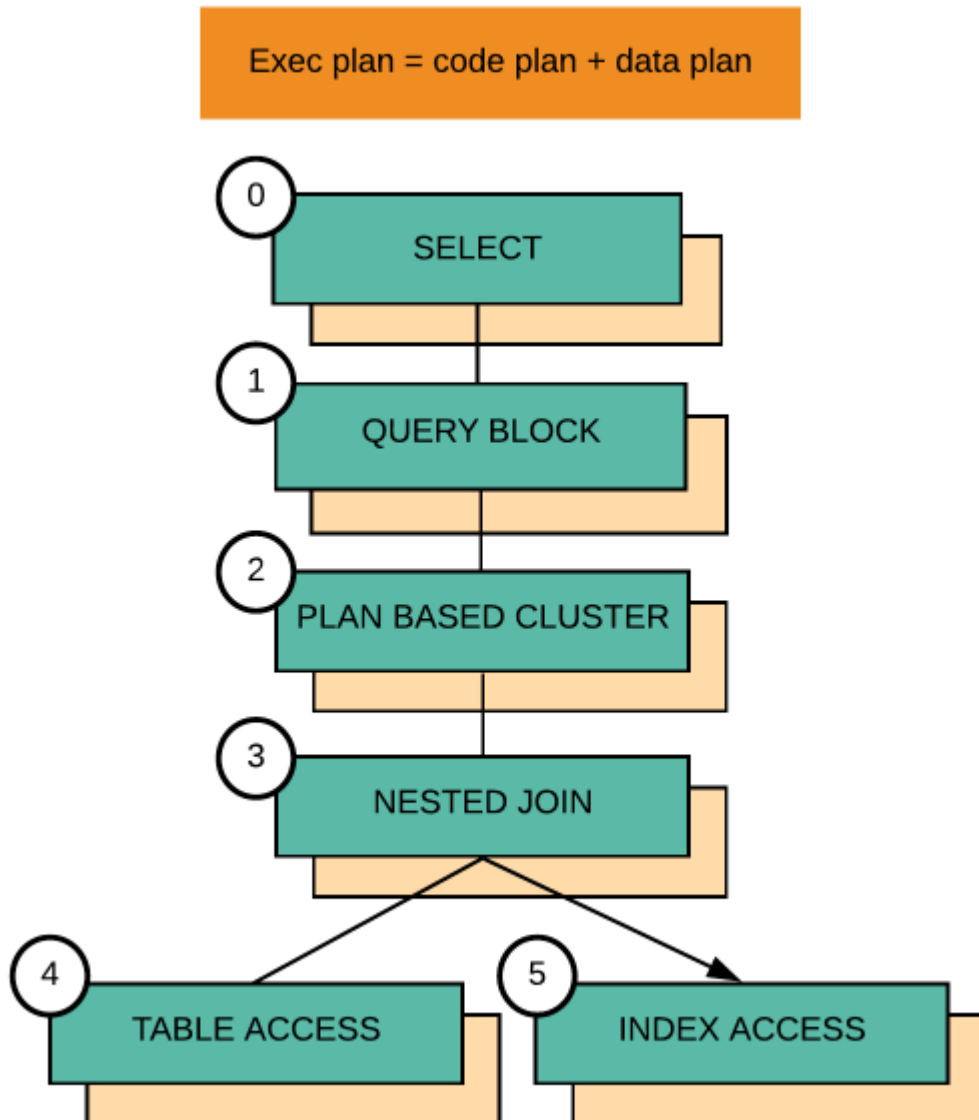 Exec plan = code plan + data plan
0
SELECT
1
QUERY BLOCK
2
PLAN BASED CLUSTER
3
NESTED JOIN
4
TABLE ACCESS
5
INDEX ACCESS